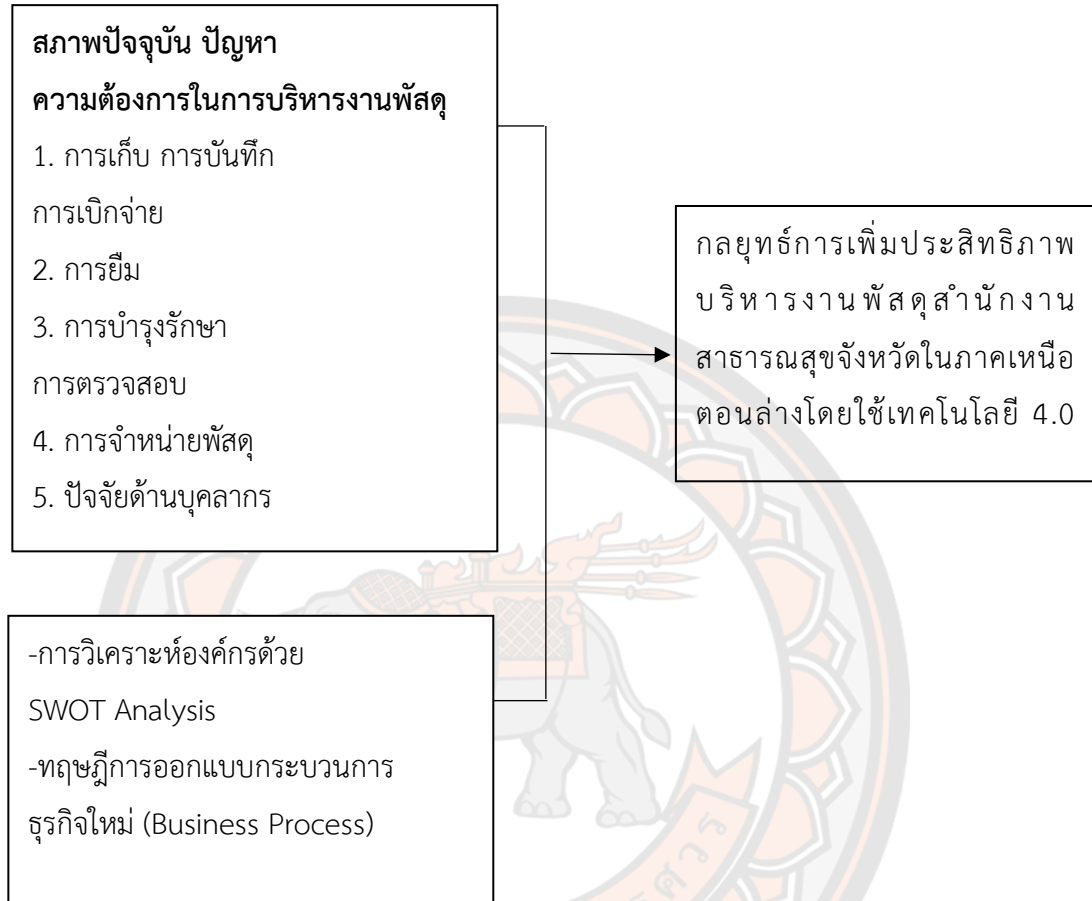 สภาพปัจจุบัน ปัญหา
ความต้องการในการบริหารงานพัสดุ
1. การเก็บ การบันทึก
การเบิกจ่าย
2. การยืม
3. การบำรุงรักษา
การตรวจสอบ
4. การจำหน่ายพัสดุ
5. ปัจจัยด้านบุคลากร
กลยุทธ์การเพิ่มประสิทธิภาพ
บริหารงานพัสดุสำนักงาน
สาธารณสุขจังหวัดในภาคเหนือ
ตอนล่างโดยใช้เทคโนโลยี 4.0
-การวิเคราะห์องค์กรด้วย
SWOT Analysis
-ทฤษฎีการออกแบบกระบวนการ
ธุรกิจใหม่ (Business Process)